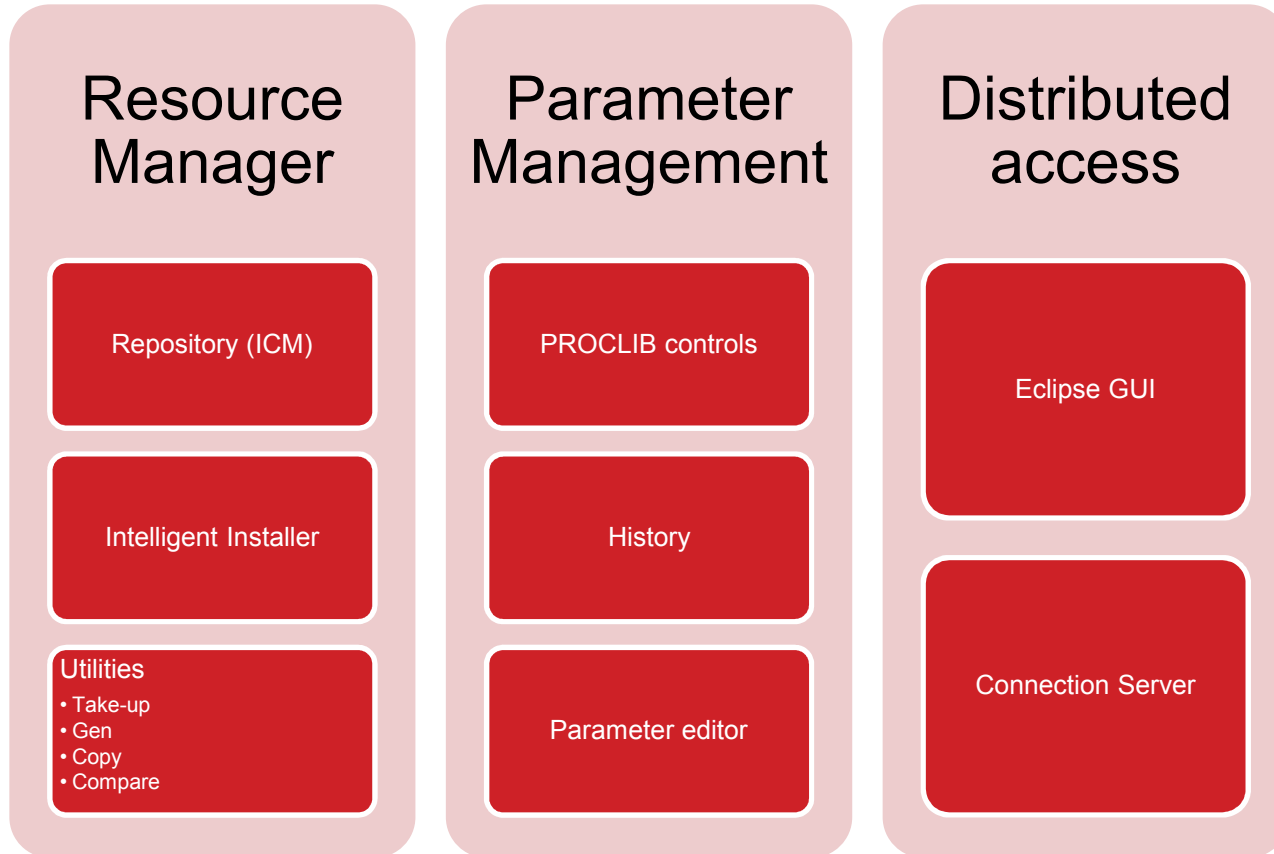 Resource
Manager
Repository (ICM)
Intelligent Installer
Utilities
• Take-up
• Gen
• Copy
• Compare
Parameter
Management
PROCLIB controls
History
Parameter editor
Distributed
access
Eclipse GUI
Connection Server